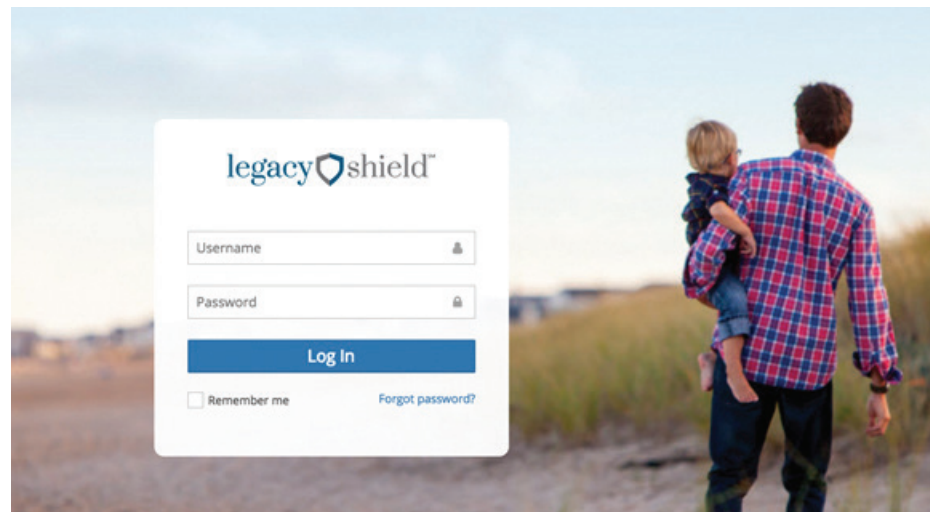 legacy shield™
Username
Password
Log In
Remember me
Forgot password?